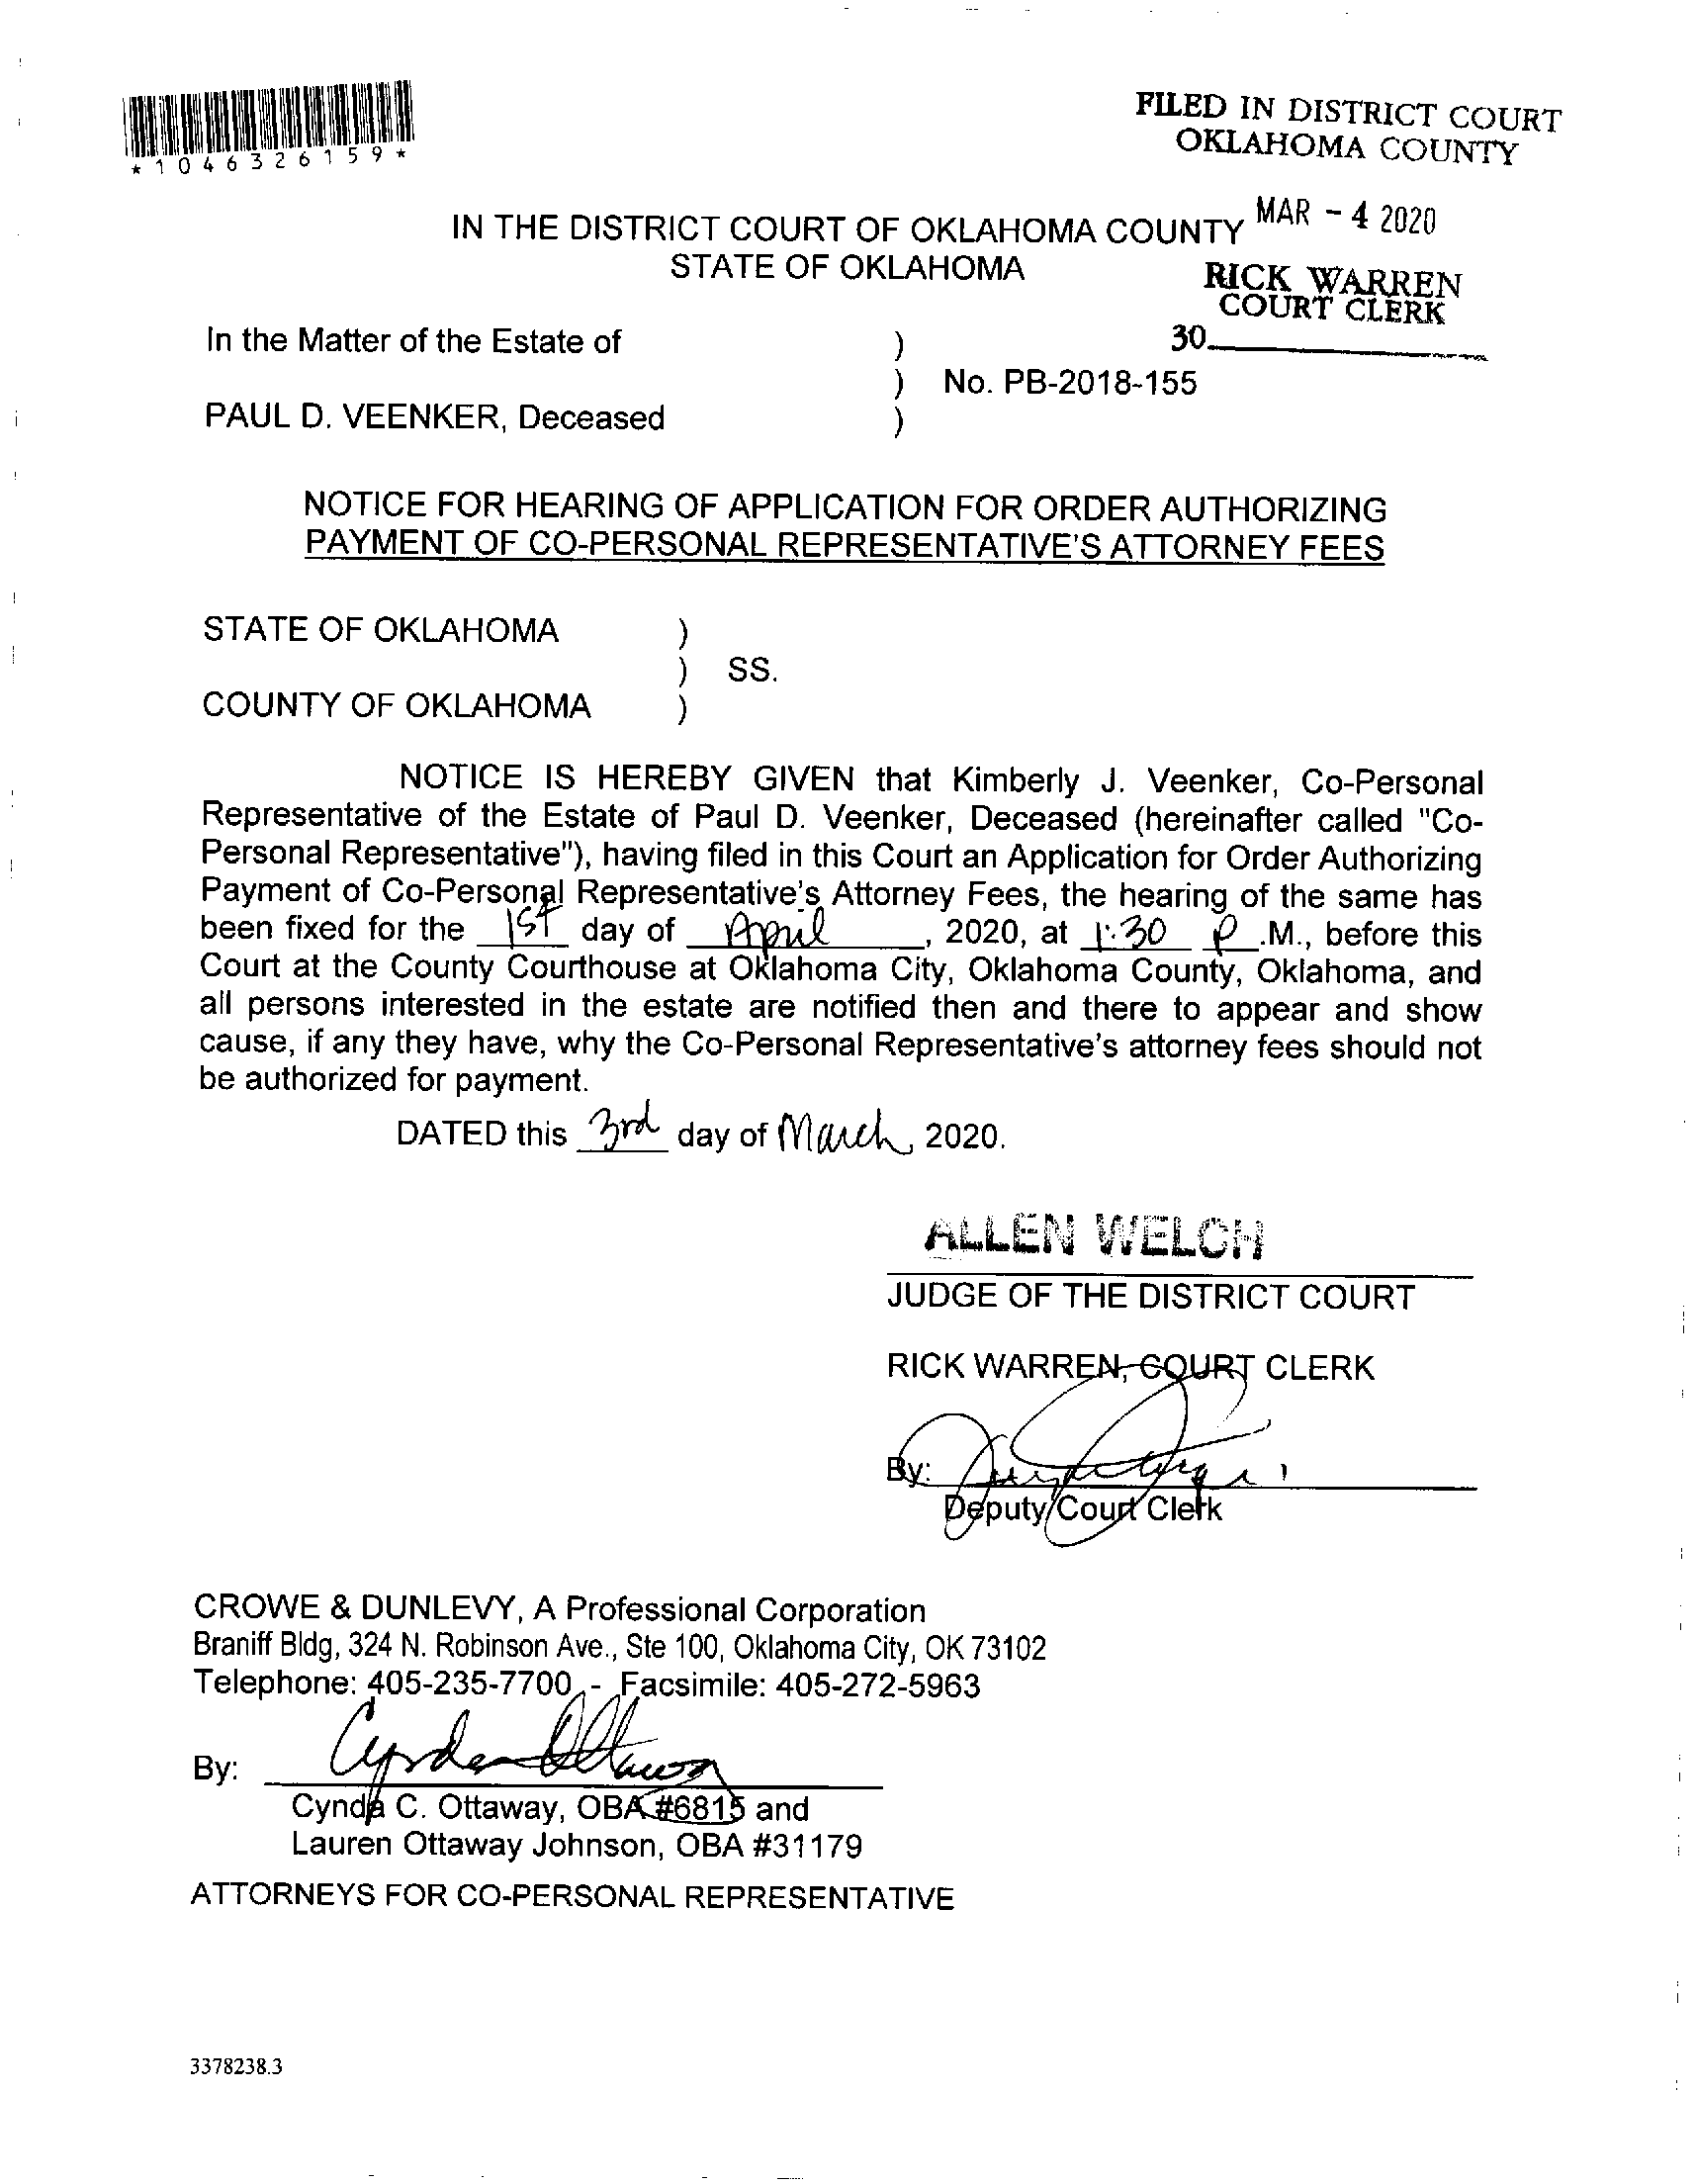 *1046326159*
FILED IN DISTRICT COURT
OKLAHOMA COUNTY
MAR - 4 2020
RICK WARREN
COURT CLERK
30
IN THE DISTRICT COURT OF OKLAHOMA COUNTY
STATE OF OKLAHOMA
In the Matter of the Estate of )
) No. PB-2018-155
PAUL D. VEENKER, Deceased )
NOTICE FOR HEARING OF APPLICATION FOR ORDER AUTHORIZING
PAYMENT OF CO-PERSONAL REPRESENTATIVE'S ATTORNEY FEES
STATE OF OKLAHOMA )
) SS.
COUNTY OF OKLAHOMA )
NOTICE IS HEREBY GIVEN that Kimberly J. Veenker, Co-Personal
Representative of the Estate of Paul D. Veenker, Deceased (hereinafter called "Co-
Personal Representative"), having filed in this Court an Application for Order Authorizing
Payment of Co-Personal Representative's Attorney Fees, the hearing of the same has
been fixed for the 1st day of April, 2020, at 1:30 P.M., before this
Court at the County Courthouse at Oklahoma City, Oklahoma County, Oklahoma, and
all persons interested in the estate are notified then and there to appear and show
cause, if any they have, why the Co-Personal Representative's attorney fees should not
be authorized for payment.
DATED this 3rd day of March, 2020.
ALLEN WELCH
JUDGE OF THE DISTRICT COURT
RICK WARREN, COURT CLERK
By:
Deputy Court Clerk
CROWE & DUNLEVY, A Professional Corporation
Braniff Bldg, 324 N. Robinson Ave., Ste 100, Oklahoma City, OK 73102
Telephone: 405-235-7700 - Facsimile: 405-272-5963
By: Cynda Ottaway
Cynda C. Ottaway, OBA #6815 and
Lauren Ottaway Johnson, OBA #31179
ATTORNEYS FOR CO-PERSONAL REPRESENTATIVE
3378238.3